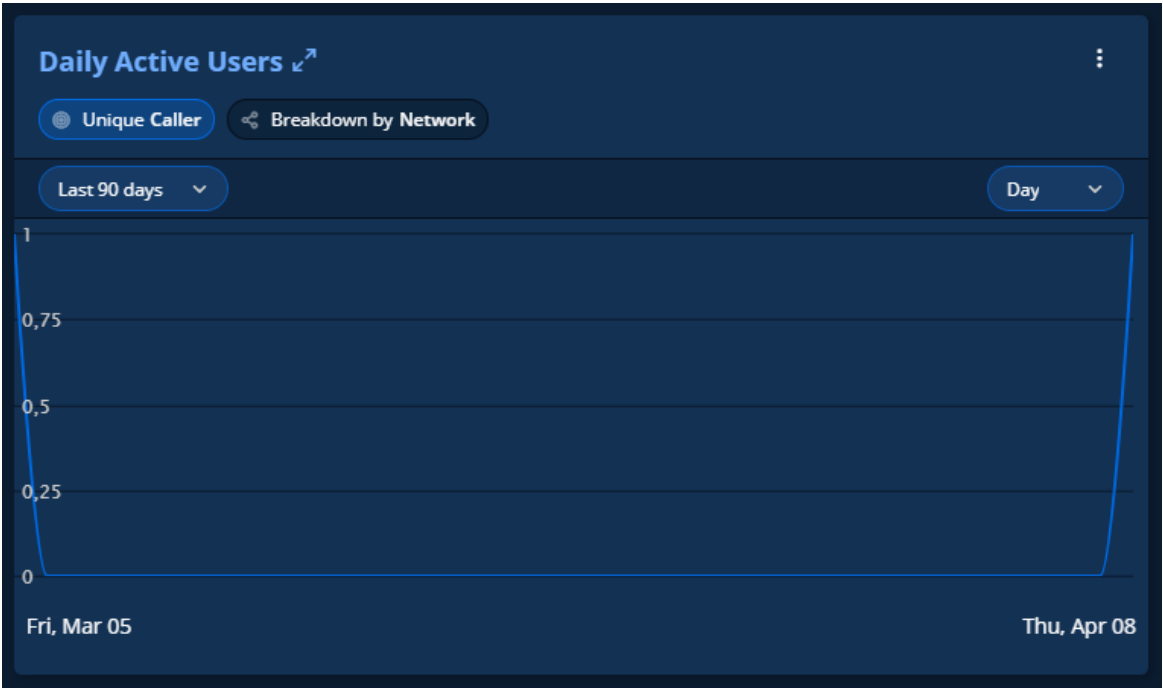 Daily Active Users
Unique Caller Breakdown by Network
Last 90 days Day
1
0,75
0,5
0,25
0
Fri, Mar 05 Thu, Apr 08